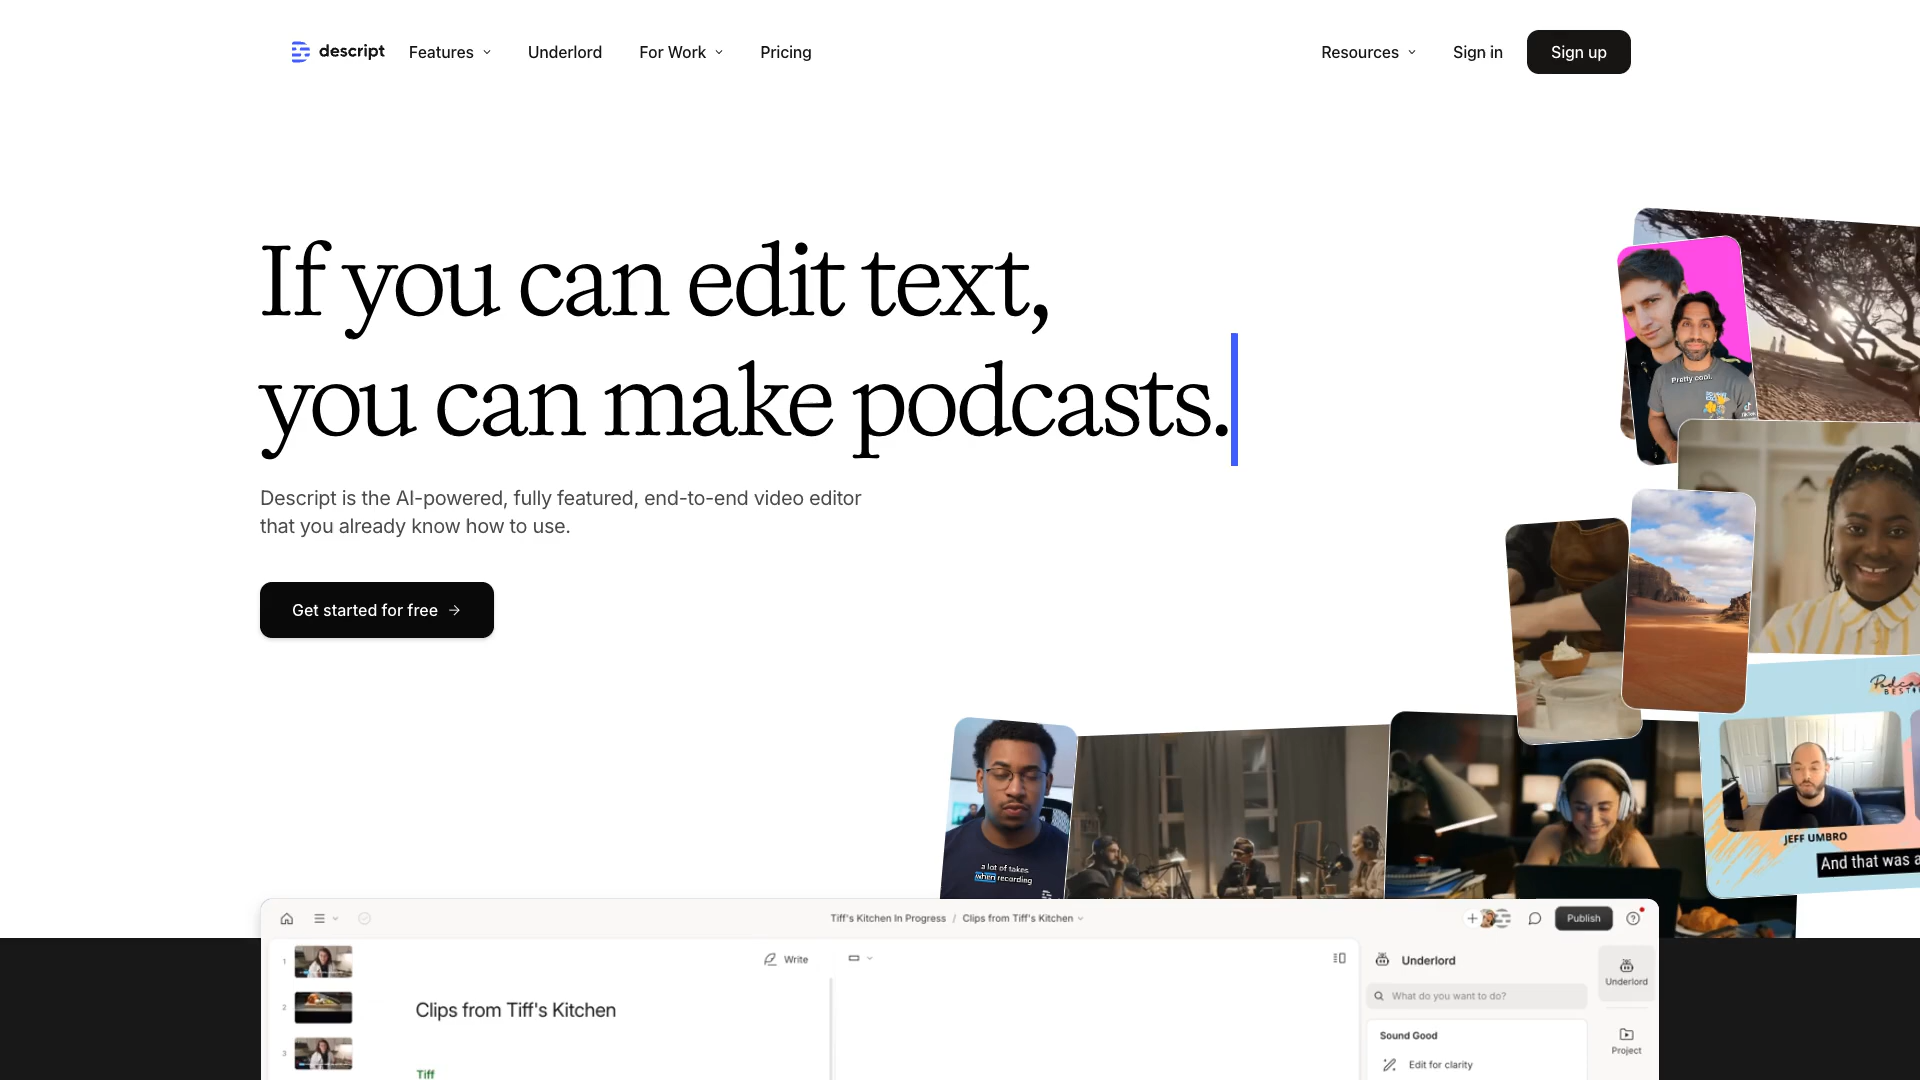 descript
Features
Underlord
For Work
Pricing
Resources
Sign in
Sign up
If you can edit text,
you can make podcasts.
Descript is the AI-powered, fully featured, end-to-end video editor
that you already know how to use.
Get started for free
Pretty cool.
a lot of takes
when recording
JEFF UMBRO
And that was a
Tiff's Kitchen In Progress / Clips from Tiff's Kitchen
Publish
1
2
3
Write
Clips from Tiff's Kitchen
Tiff
Underlord
What do you want to do?
Sound Good
Edit for clarity
Underlord
Project